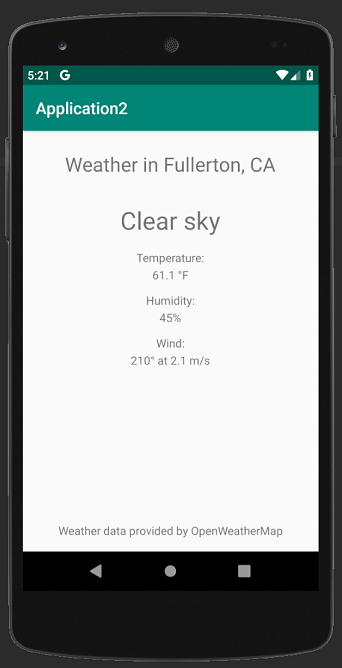 5:21 G
Application2
Weather in Fullerton, CA
Clear sky
Temperature:
61.1 °F
Humidity:
45%
Wind:
210° at 2.1 m/s
Weather data provided by OpenWeatherMap